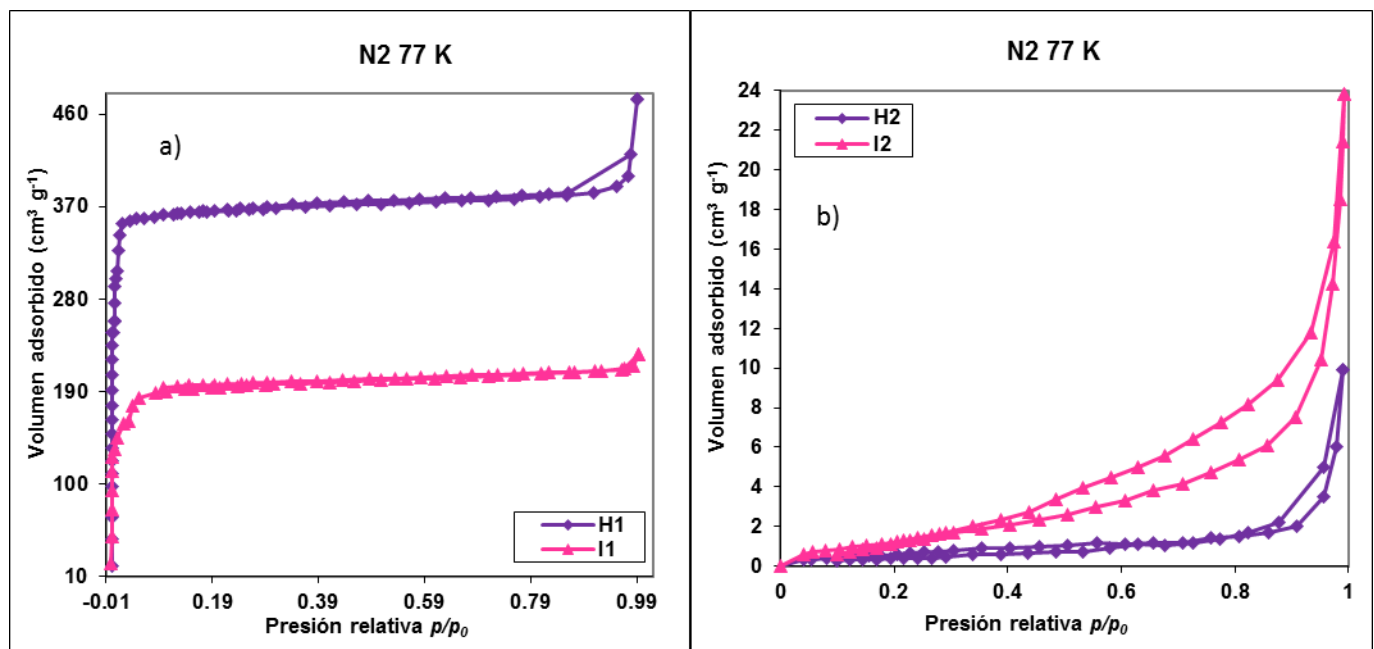 N2 77 K
a)
Volumen adsorbido (cm³ g⁻¹)
460
370
280
190
100
10
-0.01 0.19 0.39 0.59 0.79 0.99
Presión relativa p/p₀
H1
I1
N2 77 K
b)
Volumen adsorbido (cm³ g⁻¹)
24
22
20
18
16
14
12
10
8
6
4
2
0
0 0.2 0.4 0.6 0.8 1
Presión relativa p/p₀
H2
I2